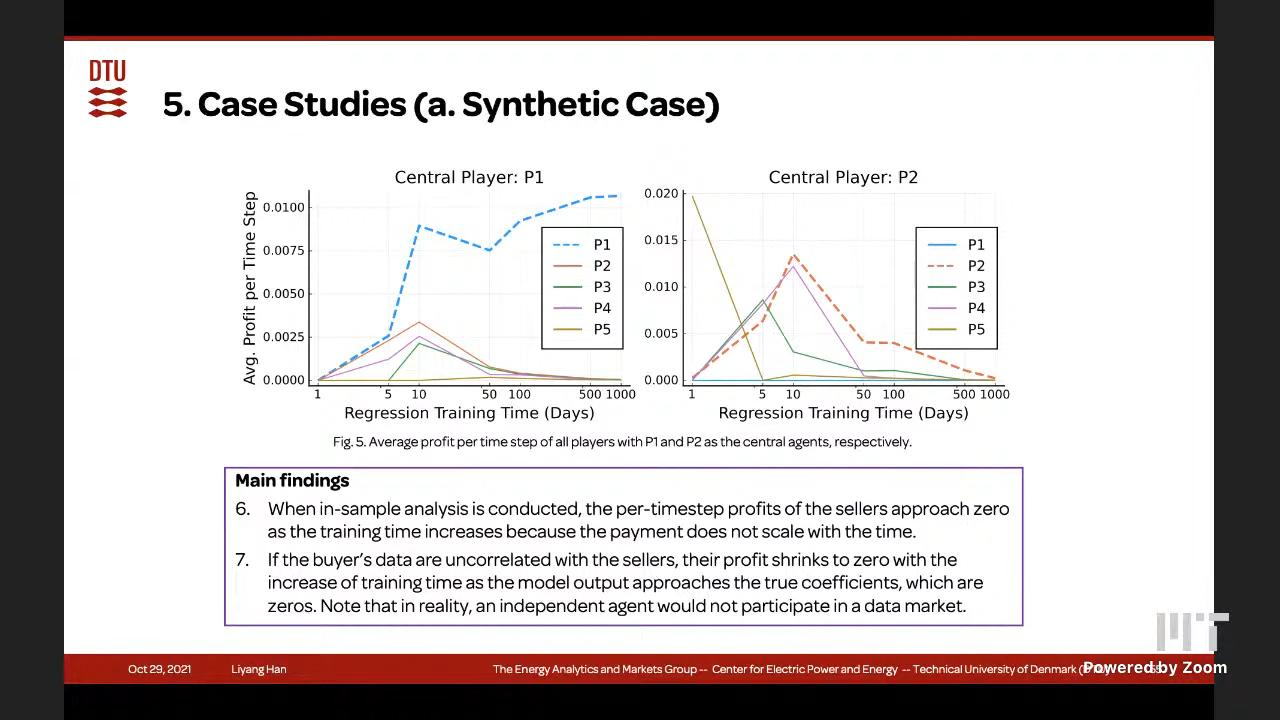 DTU
5. Case Studies (a. Synthetic Case)
Central Player: P1
Avg. Profit per Time Step
0.0100
0.0075
0.0050
0.0025
0.0000
P1
P2
P3
P4
P5
1 5 10 50 100 500 1000
Regression Training Time (Days)
Central Player: P2
0.020
0.015
0.010
0.005
0.000
P1
P2
P3
P4
P5
1 5 10 50 100 500 1000
Regression Training Time (Days)
Fig. 5. Average profit per time step of all players with P1 and P2 as the central agents, respectively.
Main findings
6. When in-sample analysis is conducted, the per-timestep profits of the sellers approach zero
as the training time increases because the payment does not scale with the time.
7. If the buyer's data are uncorrelated with the sellers, their profit shrinks to zero with the
increase of training time as the model output approaches the true coefficients, which are
zeros. Note that in reality, an independent agent would not participate in a data market.
MIT
Oct 29, 2021 Liyang Han The Energy Analytics and Markets Group -- Center for Electric Power and Energy -- Technical University of Denmark
Powered by Zoom